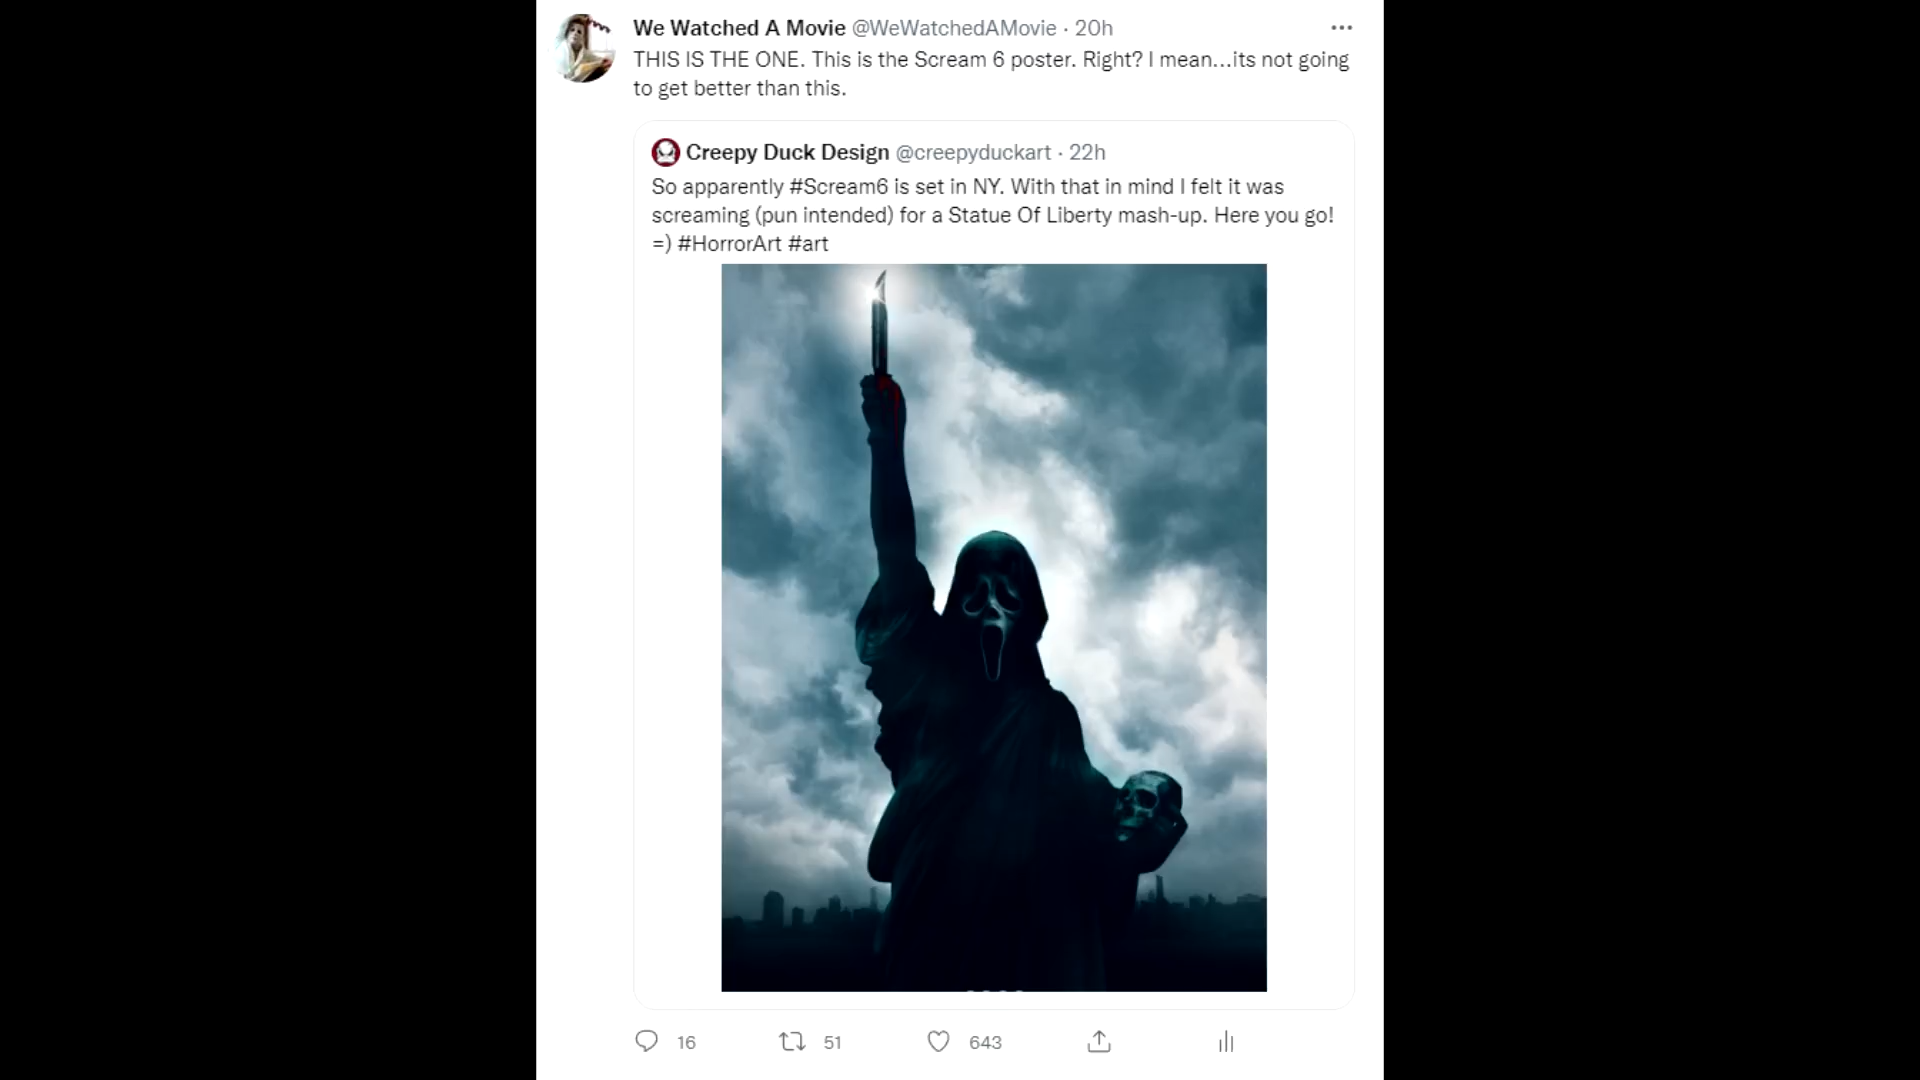 We Watched A Movie @WeWatchedAMovie · 20h
THIS IS THE ONE. This is the Scream 6 poster. Right? I mean...its not going
to get better than this.
Creepy Duck Design @creepyduckart · 22h
So apparently #Scream6 is set in NY. With that in mind I felt it was
screaming (pun intended) for a Statue Of Liberty mash-up. Here you go!
=) #HorrorArt #art
16 51 643